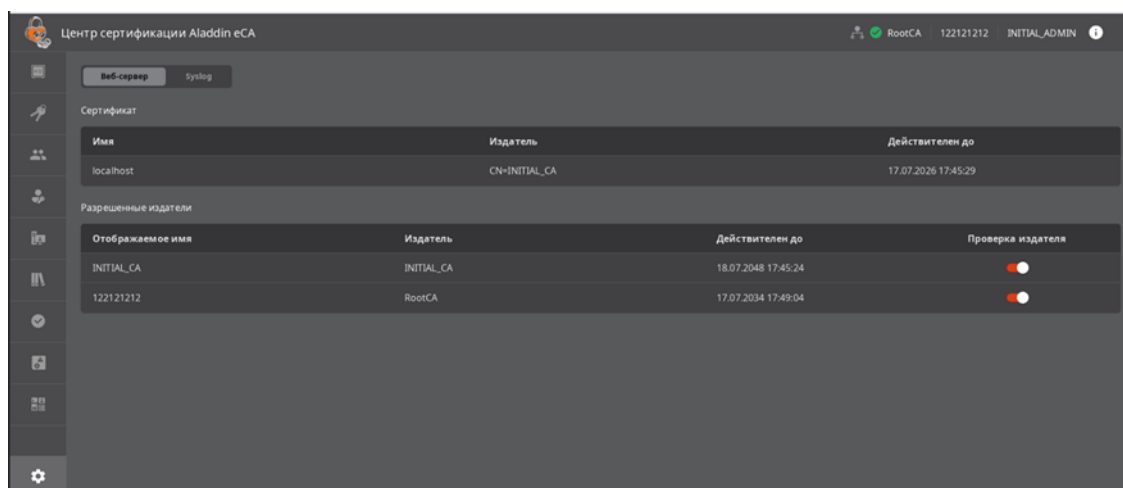 Центр сертификации Aladdin eCA RootCA 122121212 INITIAL_ADMIN
Веб-сервер Syslog
Сертификат
Имя Издатель Действителен до
localhost CN=INITIAL_CA 17.07.2026 17:45:29
Разрешенные издатели
Отображаемое имя Издатель Действителен до Проверка издателя
INITIAL_CA INITIAL_CA 18.07.2048 17:45:24
122121212 RootCA 17.07.2034 17:49:04